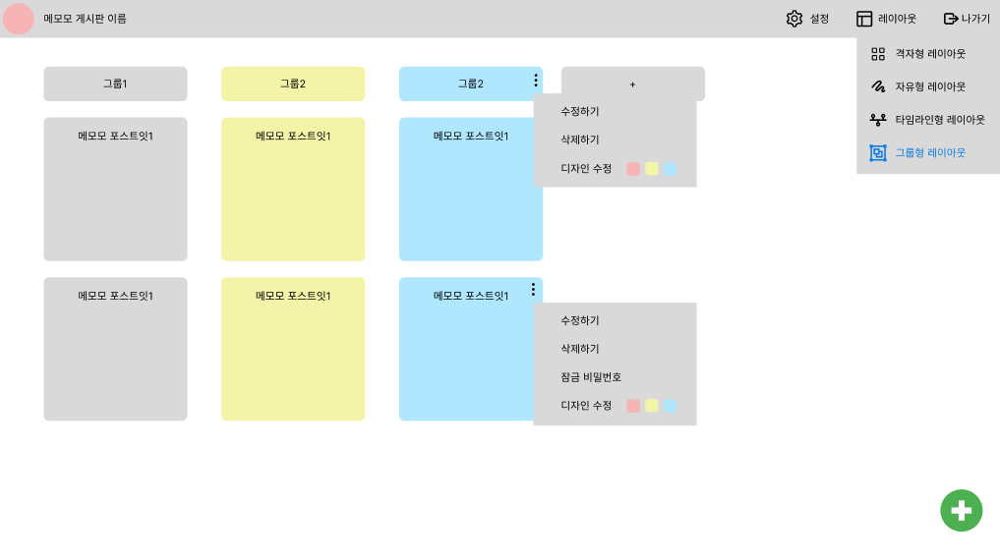 메모모 게시판 이름
설정
레이아웃
나가기
격자형 레이아웃
자유형 레이아웃
타임라인형 레이아웃
그룹형 레이아웃
그룹1
그룹2
그룹2
+
수정하기
삭제하기
디자인 수정
메모모 포스트잇1
메모모 포스트잇1
메모모 포스트잇1
메모모 포스트잇1
메모모 포스트잇1
메모모 포스트잇1
수정하기
삭제하기
잠금 비밀번호
디자인 수정